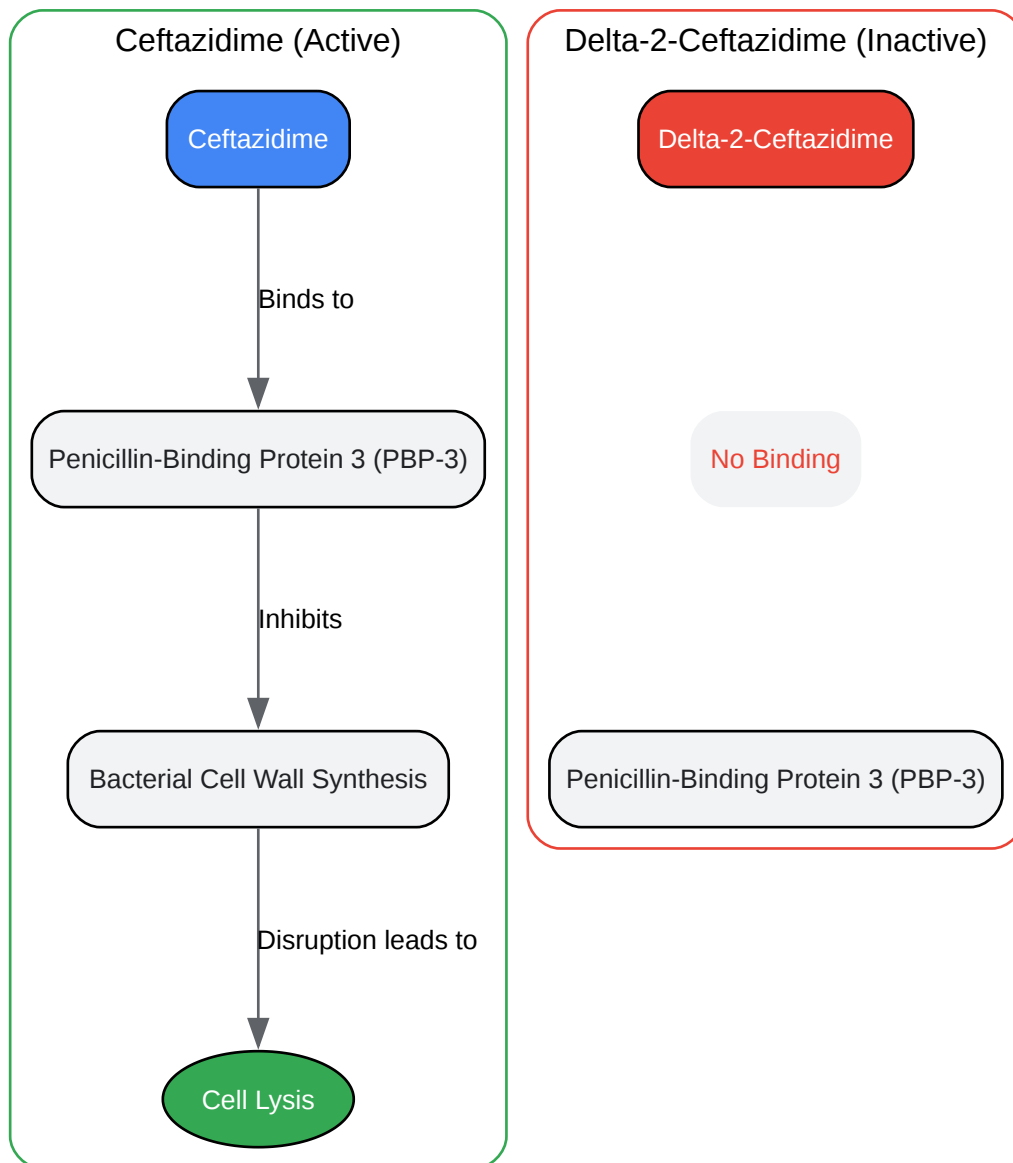 Ceftazidime (Active)
Ceftazidime
Binds to
Penicillin-Binding Protein 3 (PBP-3)
Inhibits
Bacterial Cell Wall Synthesis
Disruption leads to
Cell Lysis
Delta-2-Ceftazidime (Inactive)
Delta-2-Ceftazidime
No Binding
Penicillin-Binding Protein 3 (PBP-3)